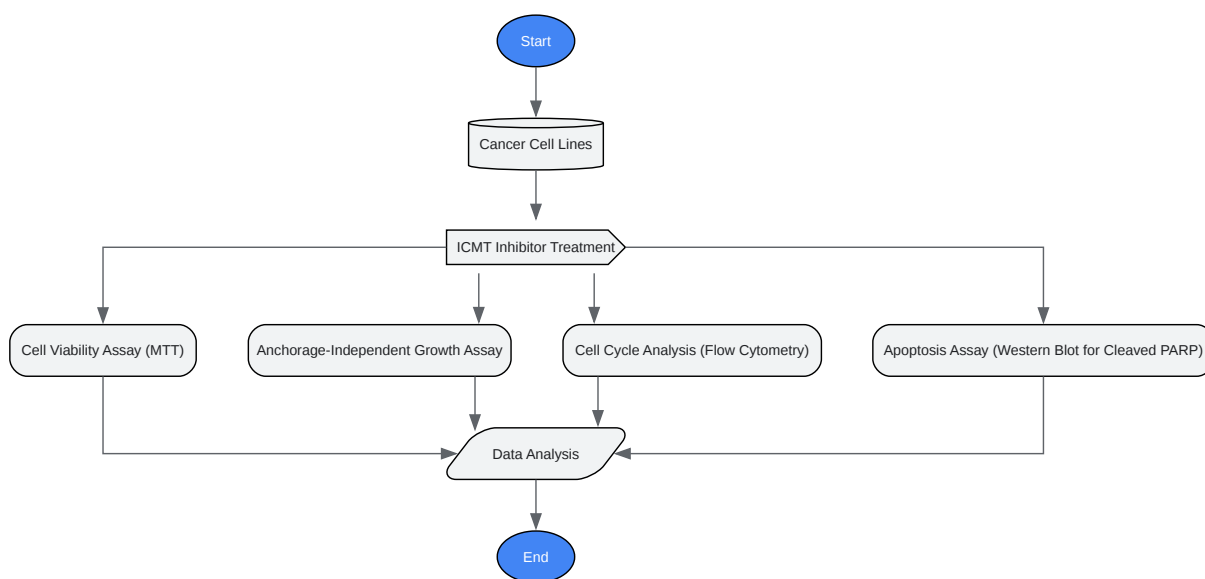 Start
Cancer Cell Lines
ICMT Inhibitor Treatment
Cell Viability Assay (MTT)
Anchorage-Independent Growth Assay
Cell Cycle Analysis (Flow Cytometry)
Apoptosis Assay (Western Blot for Cleaved PARP)
Data Analysis
End